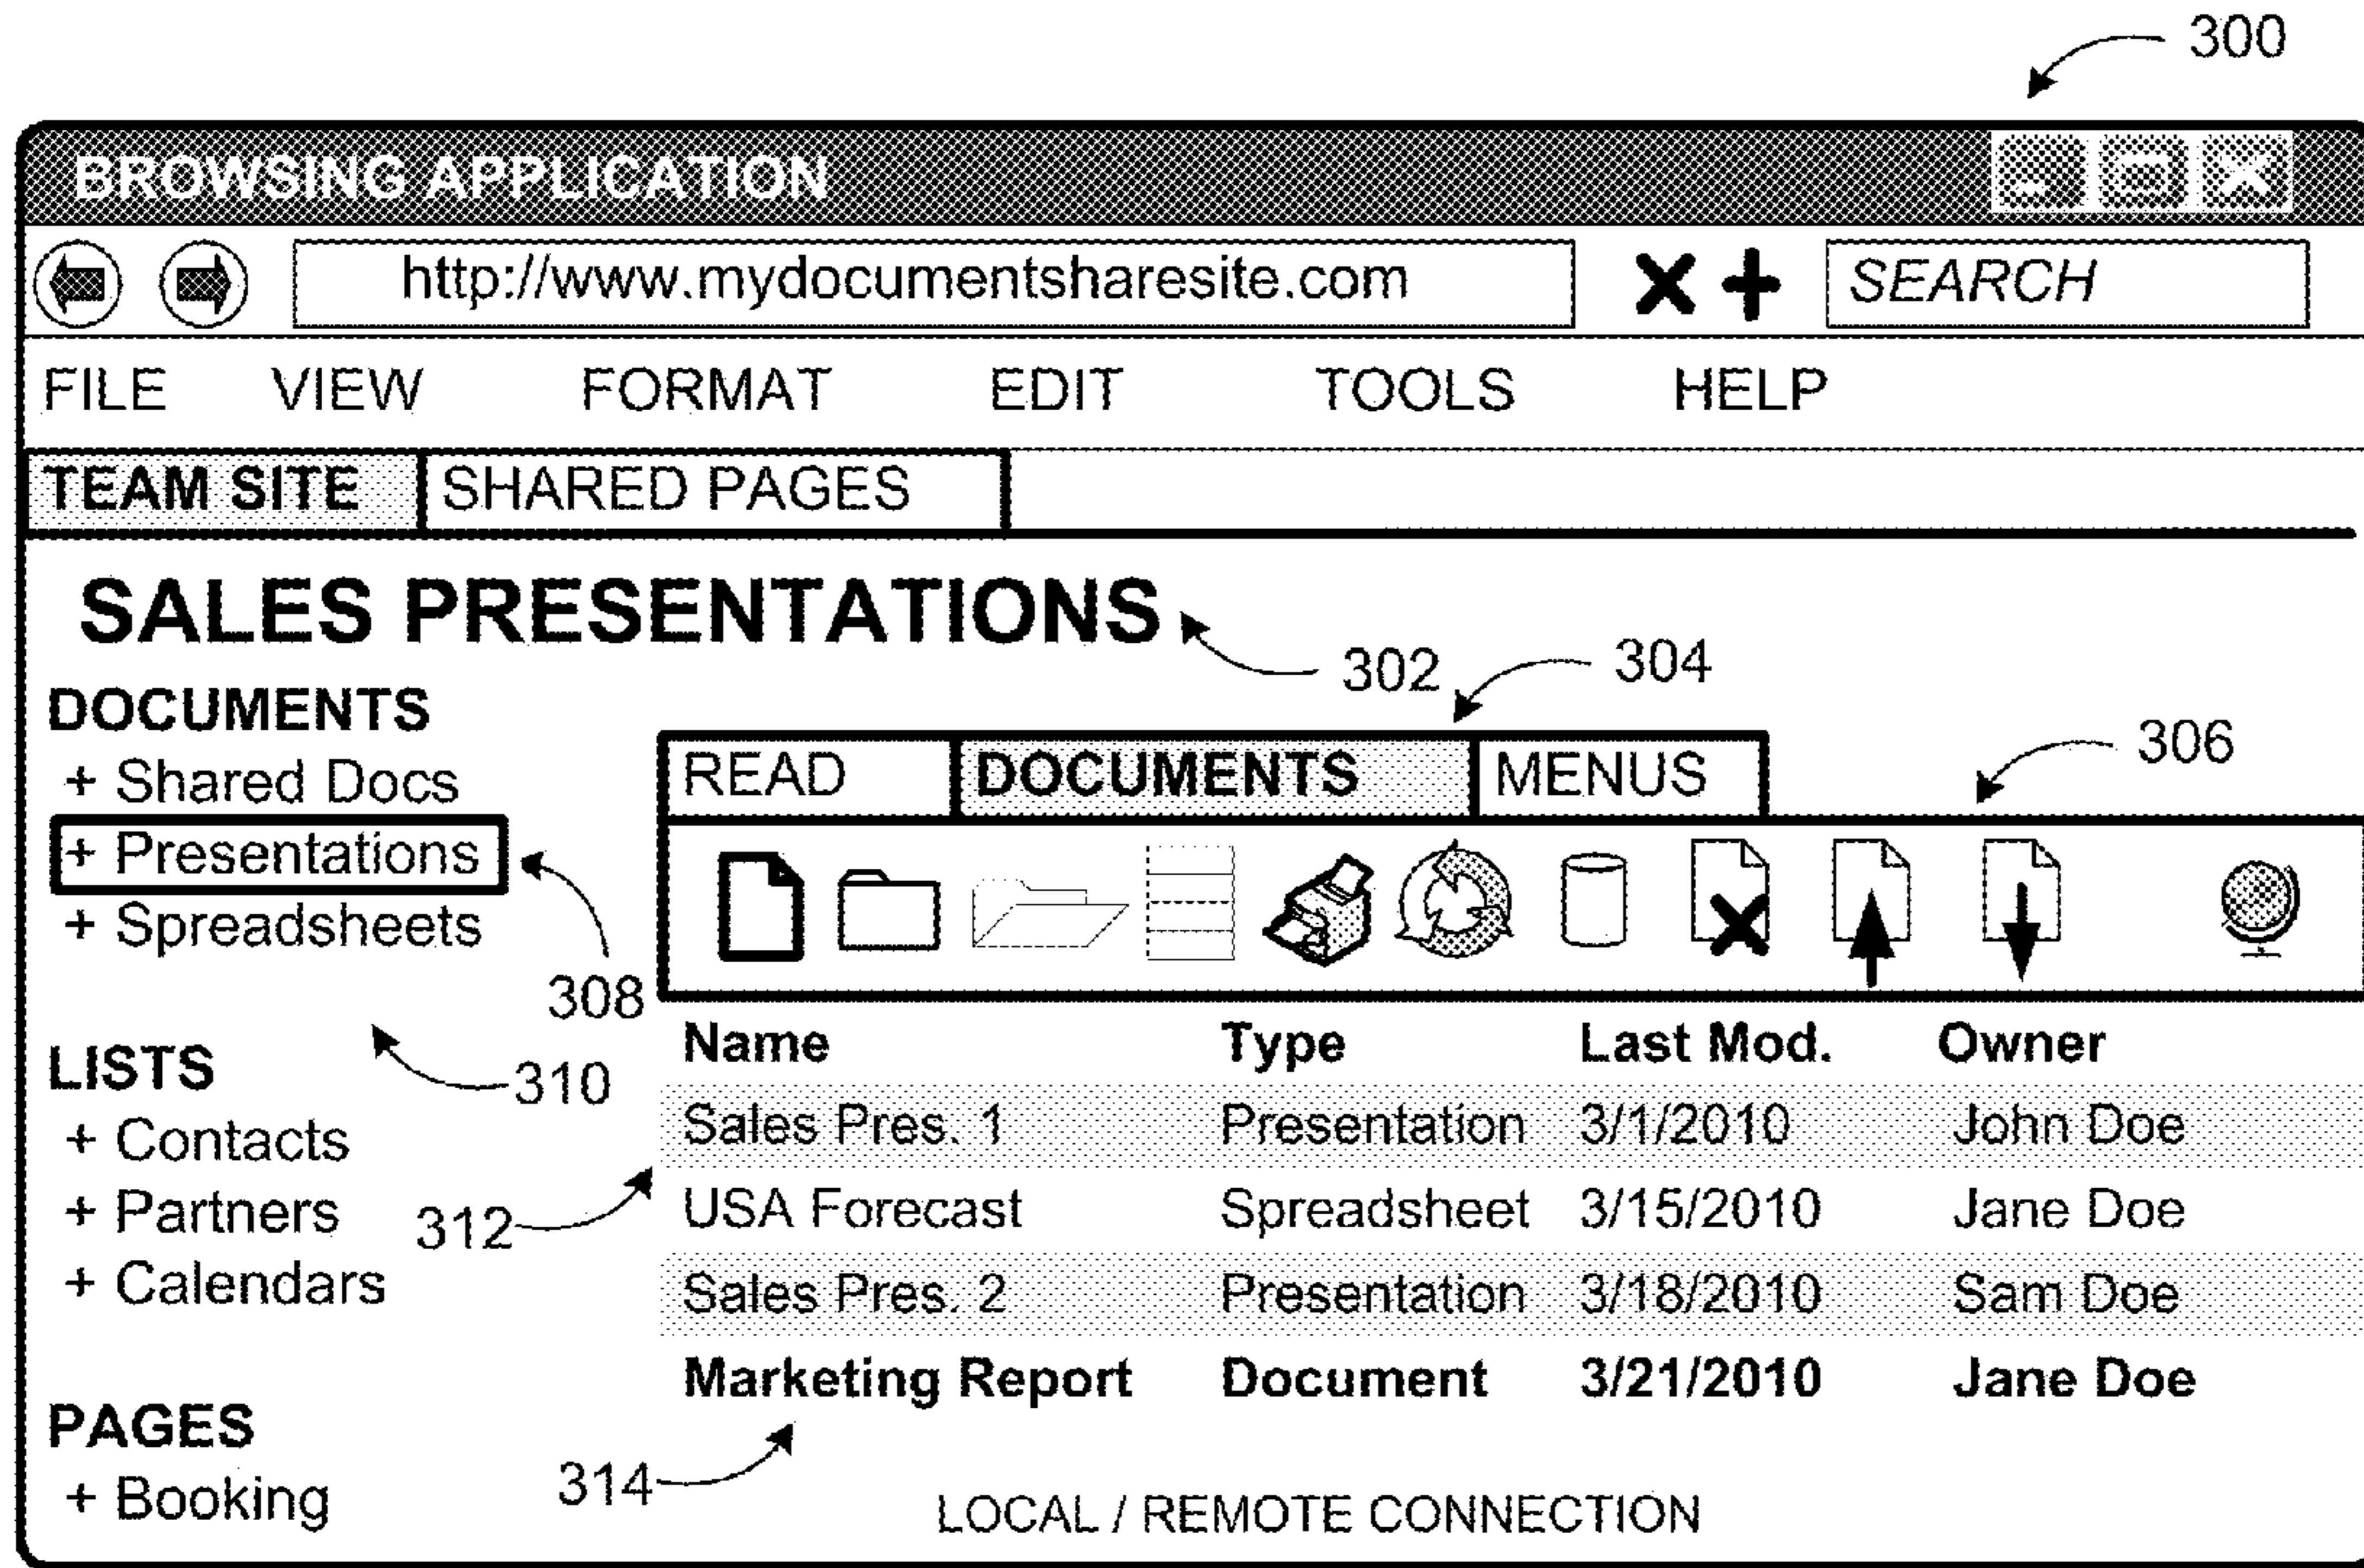 300
BROWSING APPLICATION
http://www.mydocumentsharesite.com
SEARCH
FILE VIEW FORMAT EDIT TOOLS HELP
TEAM SITE SHARED PAGES
SALES PRESENTATIONS
302
304
306
DOCUMENTS
+ Shared Docs
+ Presentations
+ Spreadsheets
308
310
LISTS
+ Contacts
+ Partners
+ Calendars
312
PAGES
+ Booking
314
READ DOCUMENTS MENUS
Name Type Last Mod. Owner
Sales Pres. 1 Presentation 3/1/2010 John Doe
USA Forecast Spreadsheet 3/15/2010 Jane Doe
Sales Pres. 2 Presentation 3/18/2010 Sam Doe
Marketing Report Document 3/21/2010 Jane Doe
LOCAL / REMOTE CONNECTION